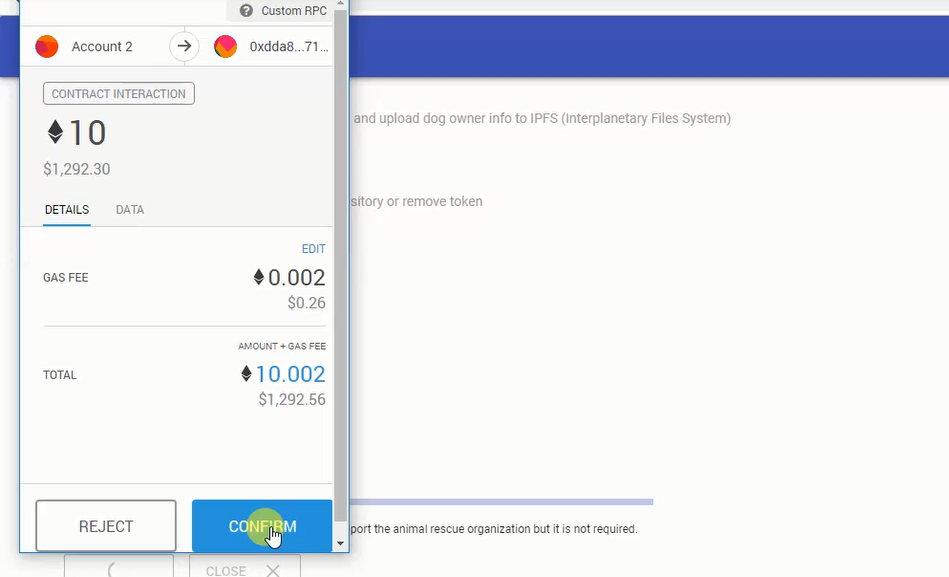 Custom RPC
Account 2
0xdda8...71...
CONTRACT INTERACTION
10
$1,292.30
DETAILS
DATA
EDIT
GAS FEE
0.002
$0.26
AMOUNT + GAS FEE
TOTAL
10.002
$1,292.56
REJECT
CONFIRM
and upload dog owner info to IPFS (Interplanetary Files System)
or remove token
the animal rescue organization but it is not required.
CLOSE